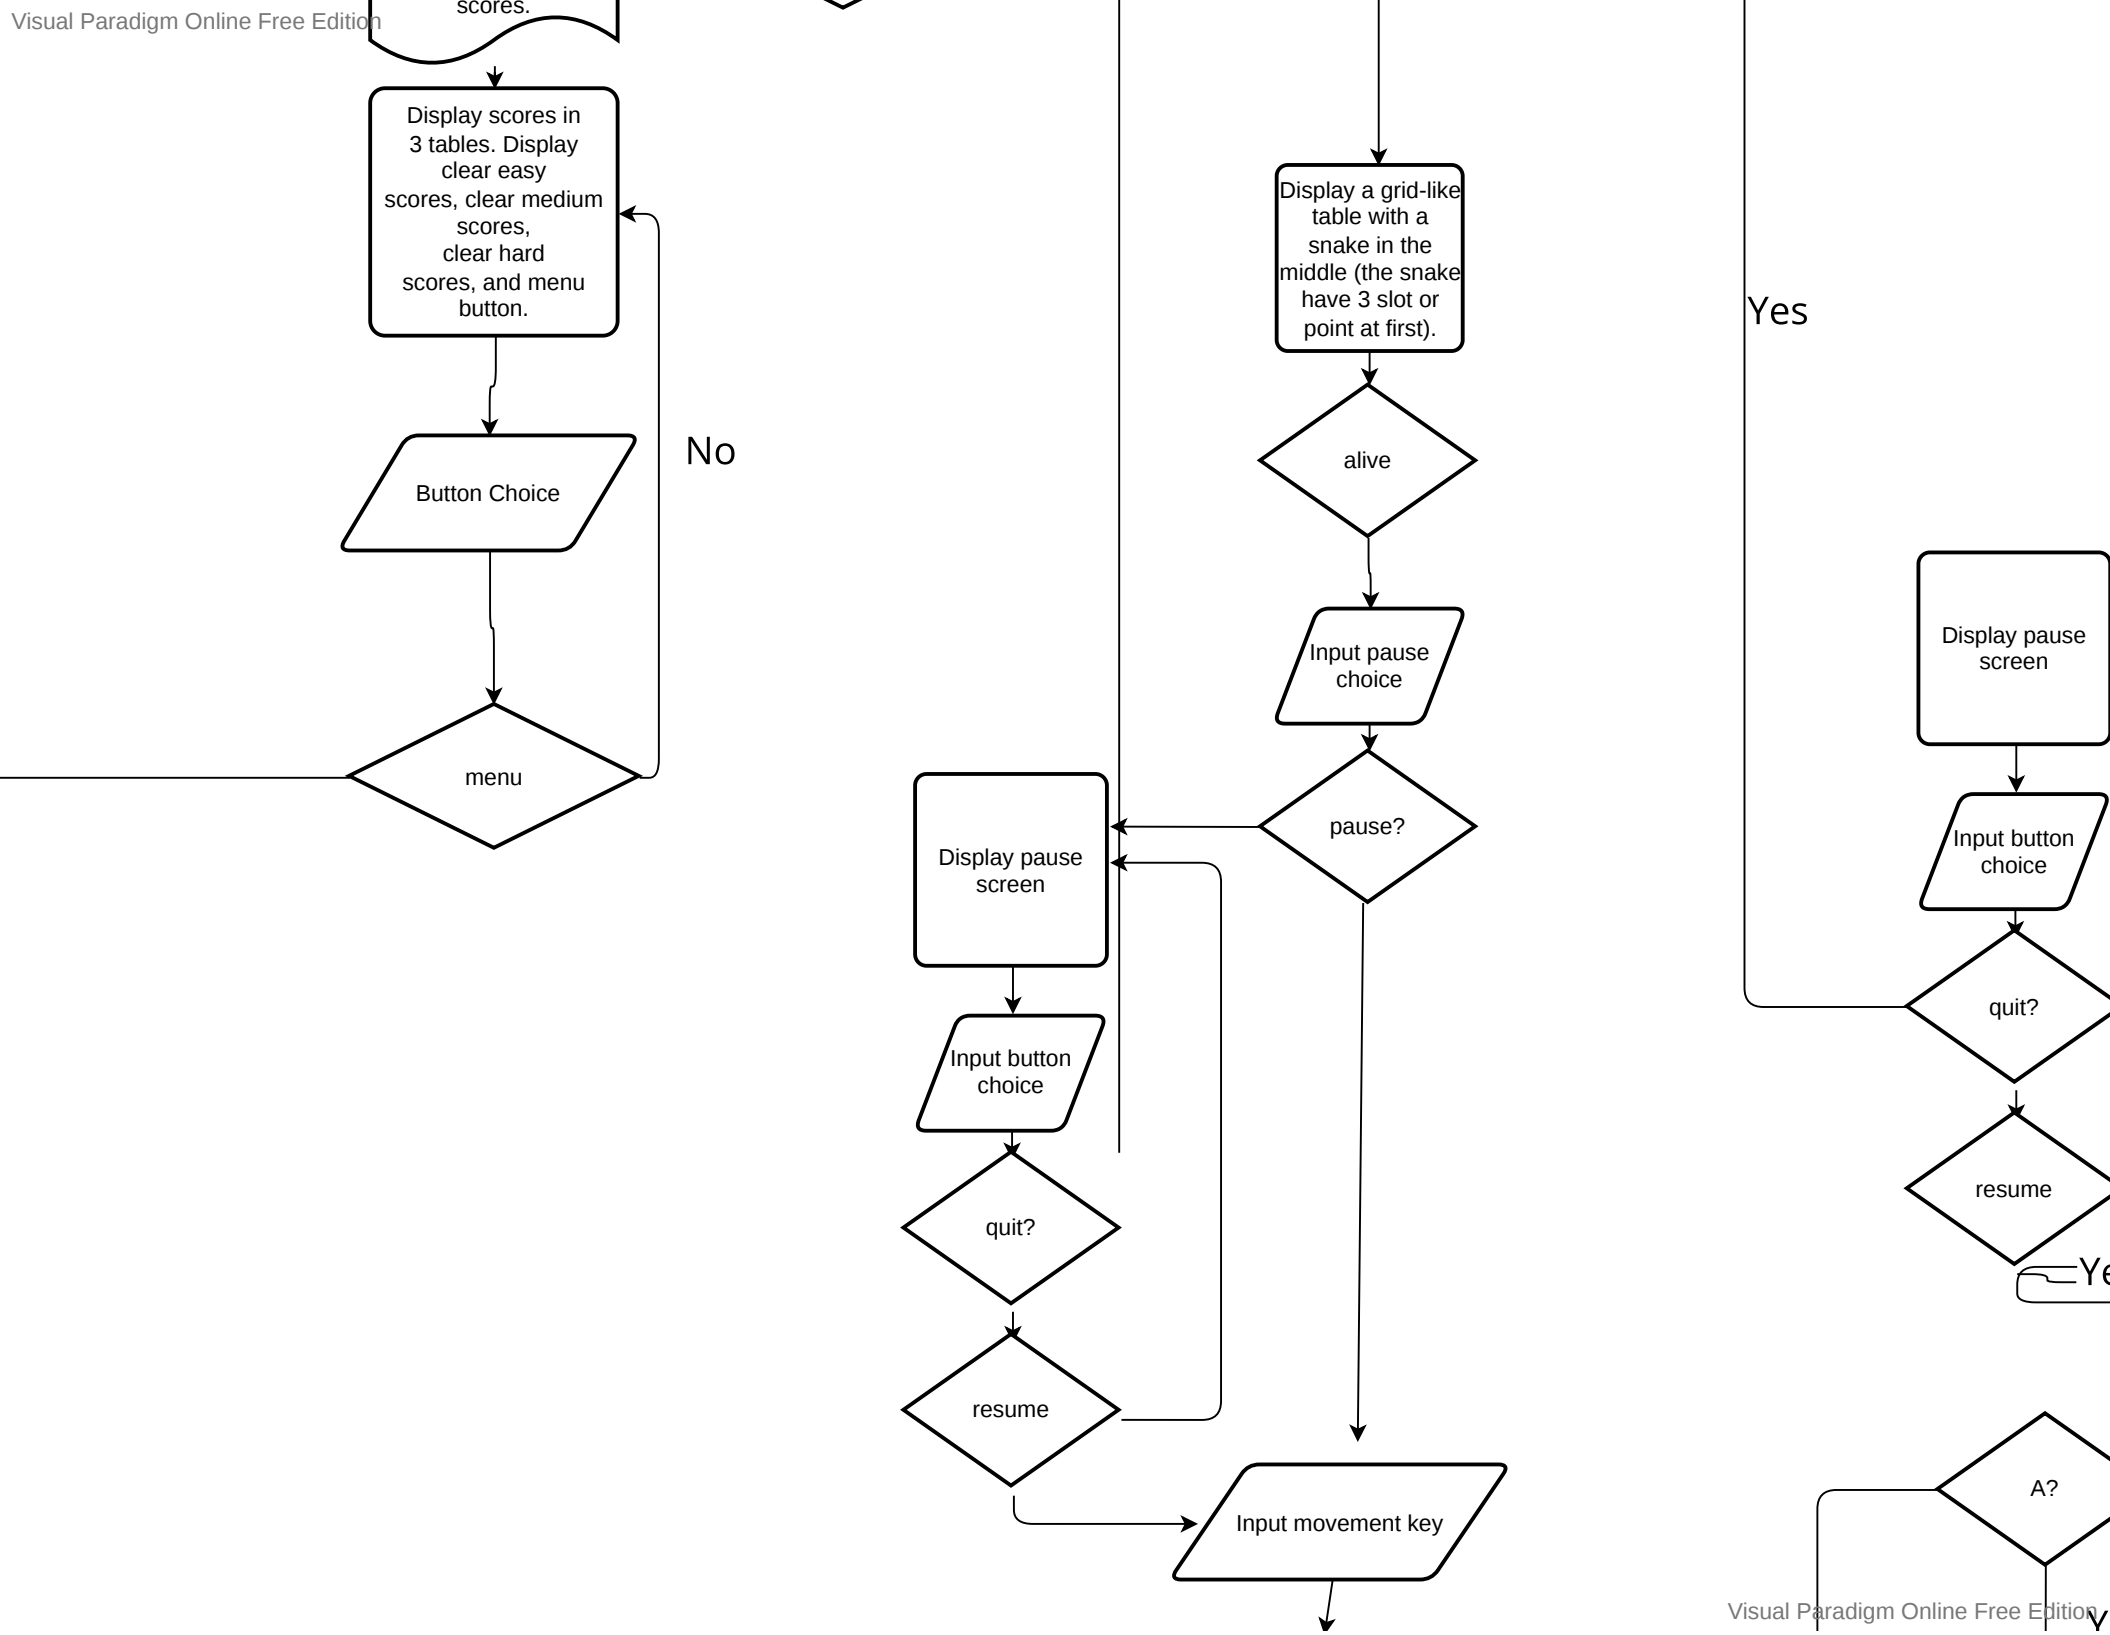 scores.
Visual Paradigm Online Free Edition
Display scores in
3 tables. Display
clear easy
scores, clear medium
scores,
clear hard
scores, and menu
button.
No
Button Choice
menu
Display a grid-like
table with a
snake in the
middle (the snake
have 3 slot or
point at first).
alive
Input pause
choice
pause?
Display pause
screen
Input button
choice
quit?
resume
Input movement key
Yes
Display pause
screen
Input button
choice
quit?
resume
Ye
A?
Y
Visual Paradigm Online Free Edition